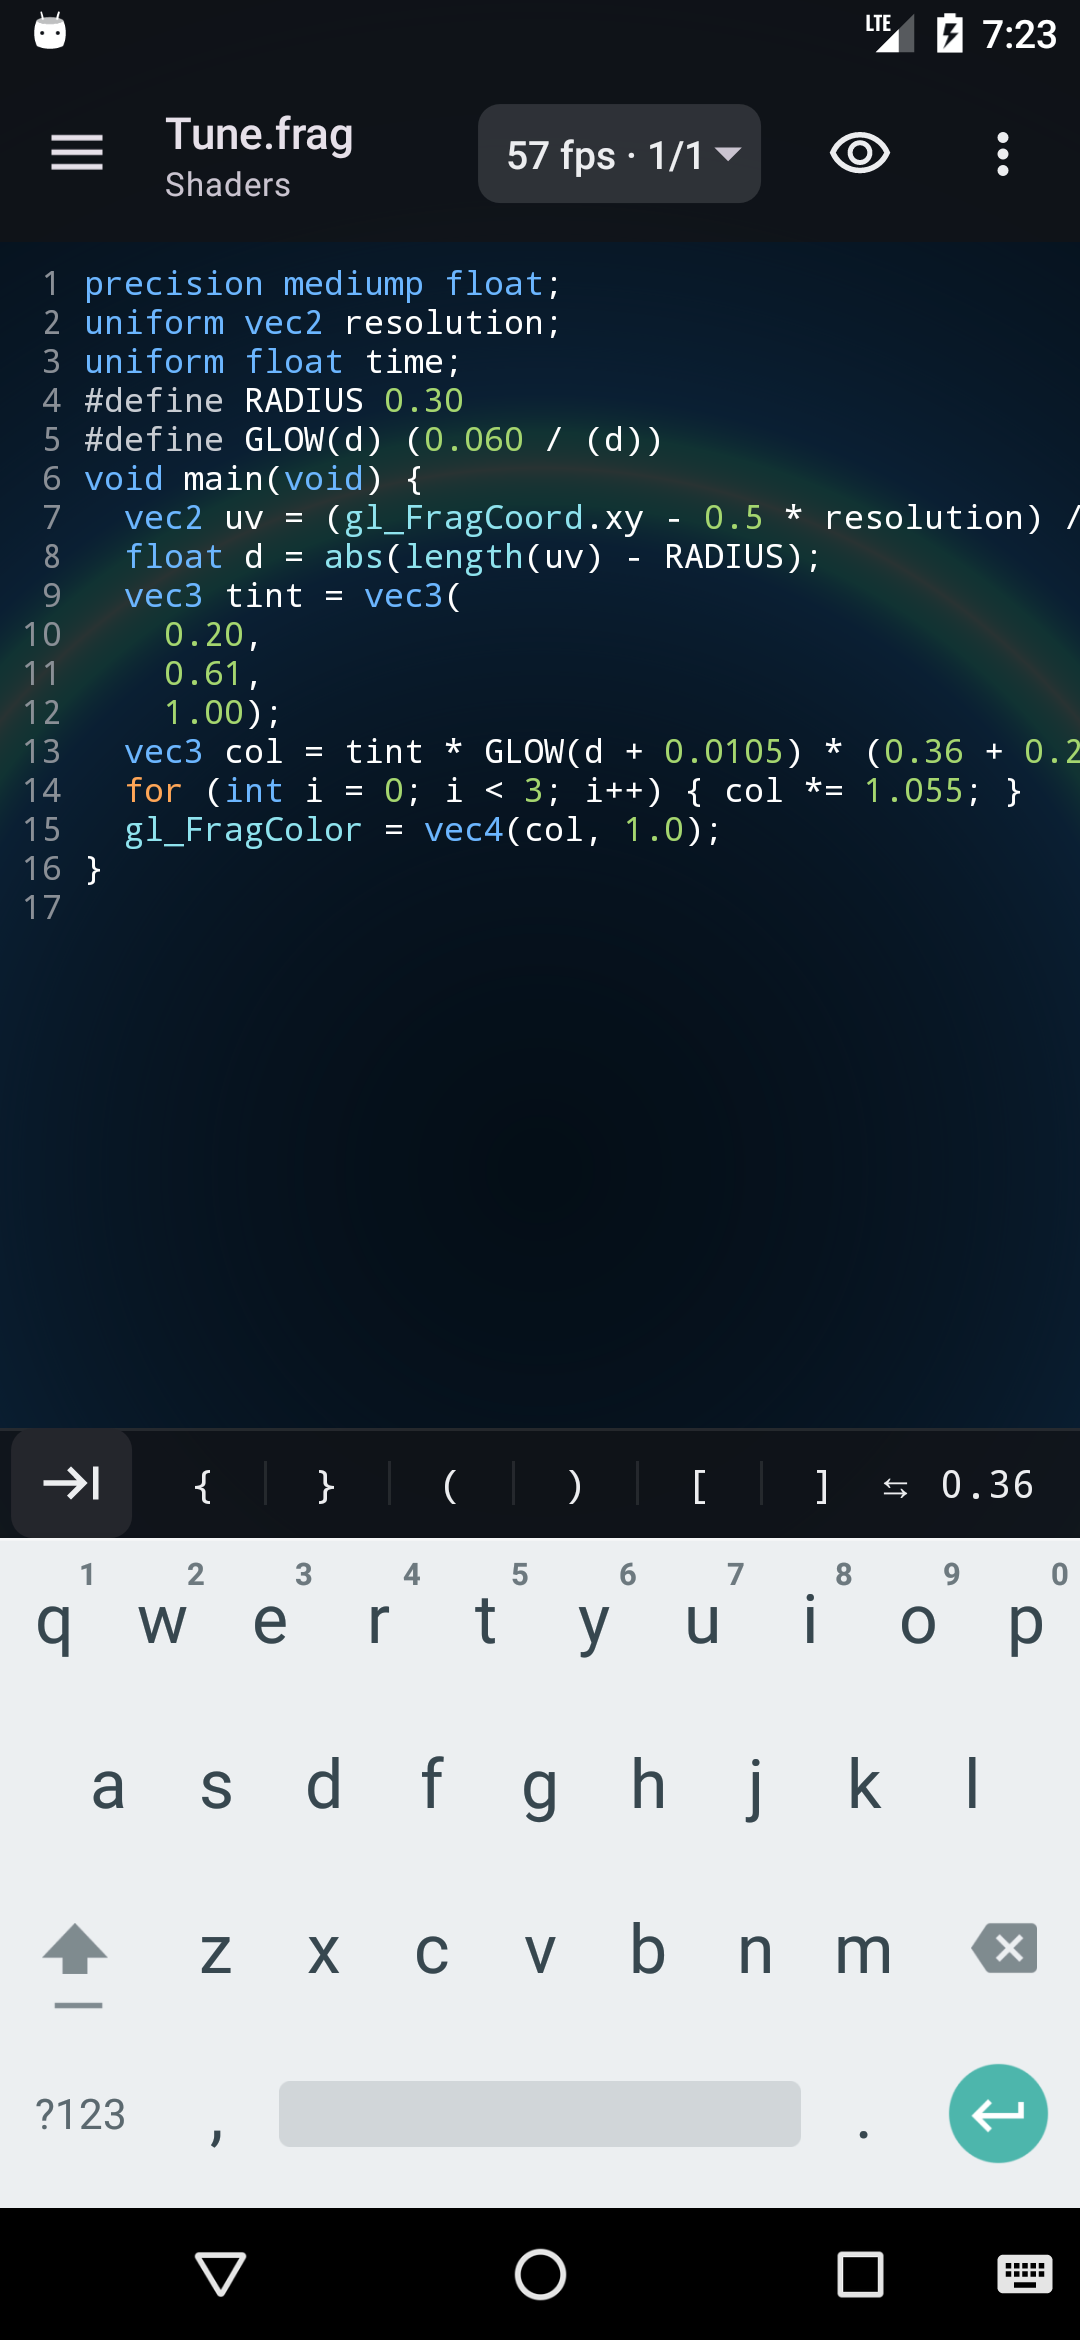 LTE 7:23
Tune.frag
Shaders
57 fps · 1/1
1 precision mediump float;
2 uniform vec2 resolution;
3 uniform float time;
4 #define RADIUS 0.30
5 #define GLOW(d) (0.060 / (d))
6 void main(void) {
7 vec2 uv = (gl_FragCoord.xy - 0.5 * resolution) /
8 float d = abs(length(uv) - RADIUS);
9 vec3 tint = vec3(
10 0.20,
11 0.61,
12 1.00);
13 vec3 col = tint * GLOW(d + 0.0105) * (0.36 + 0.2
14 for (int i = 0; i < 3; i++) { col *= 1.055; }
15 gl_FragColor = vec4(col, 1.0);
16 }
17
{ } ( ) [ ] ⇆ 0.36
1 2 3 4 5 6 7 8 9 0
q w e r t y u i o p
a s d f g h j k l
z x c v b n m
?123 , .